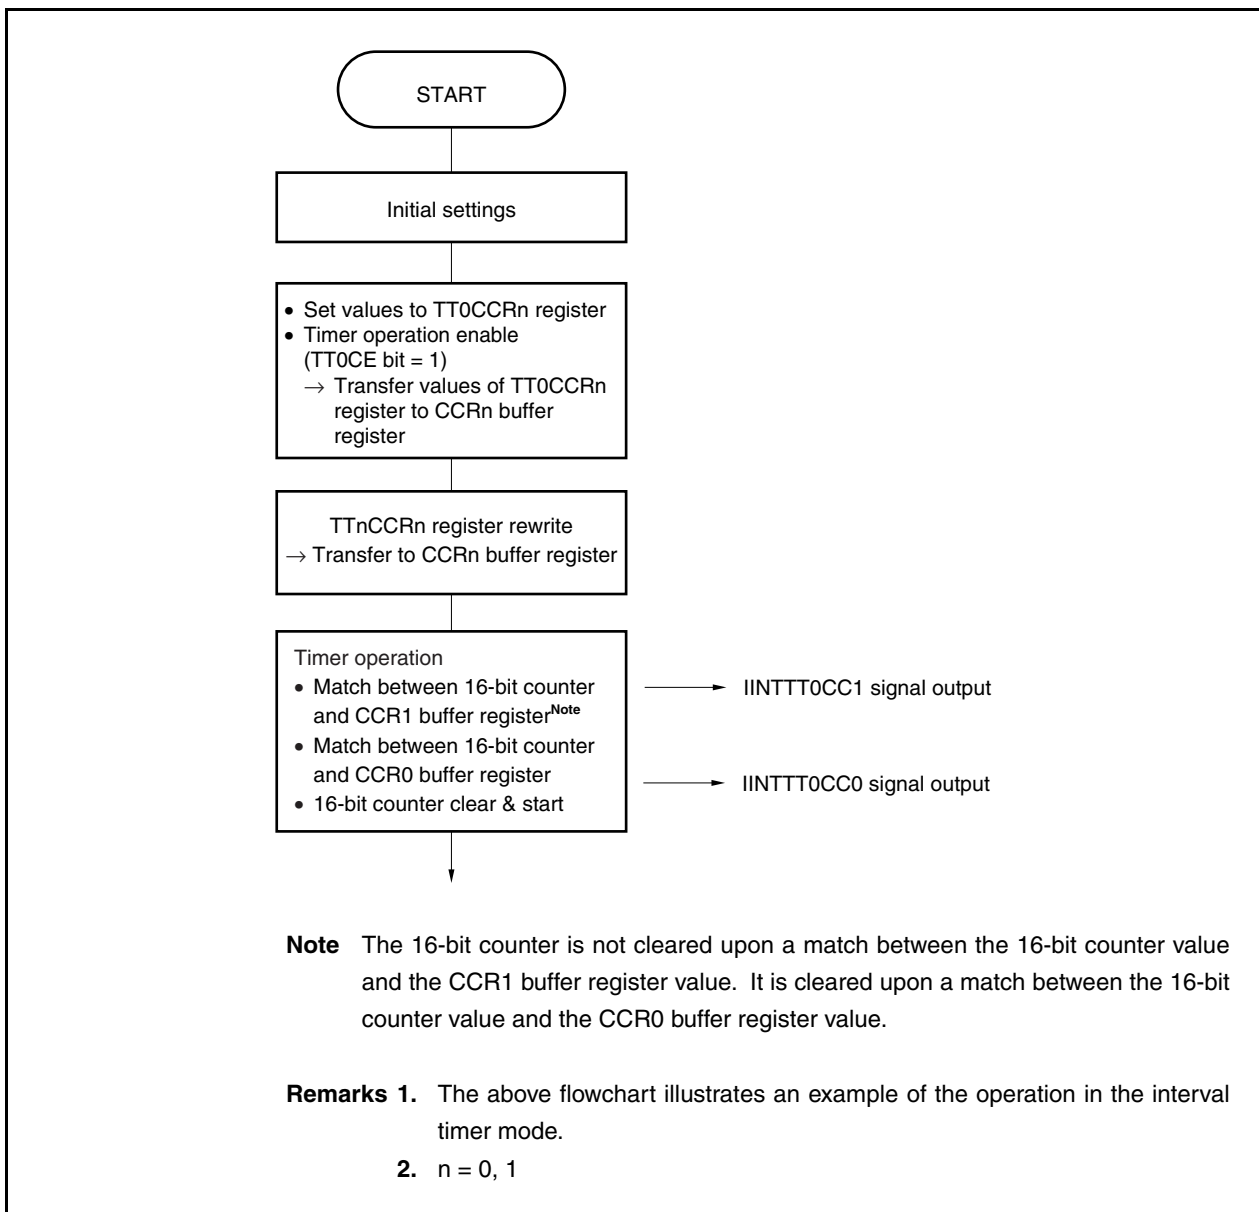 START
Initial settings
• Set values to TT0CCRn register
• Timer operation enable
(TT0CE bit = 1)
→ Transfer values of TT0CCRn
register to CCRn buffer
register
TTnCCRn register rewrite
→ Transfer to CCRn buffer register
Timer operation
• Match between 16-bit counter
and CCR1 buffer registerNote
IINTTT0CC1 signal output
• Match between 16-bit counter
and CCR0 buffer register
IINTTT0CC0 signal output
• 16-bit counter clear & start
Note The 16-bit counter is not cleared upon a match between the 16-bit counter value
and the CCR1 buffer register value. It is cleared upon a match between the 16-bit
counter value and the CCR0 buffer register value.
Remarks 1. The above flowchart illustrates an example of the operation in the interval
timer mode.
2. n = 0, 1